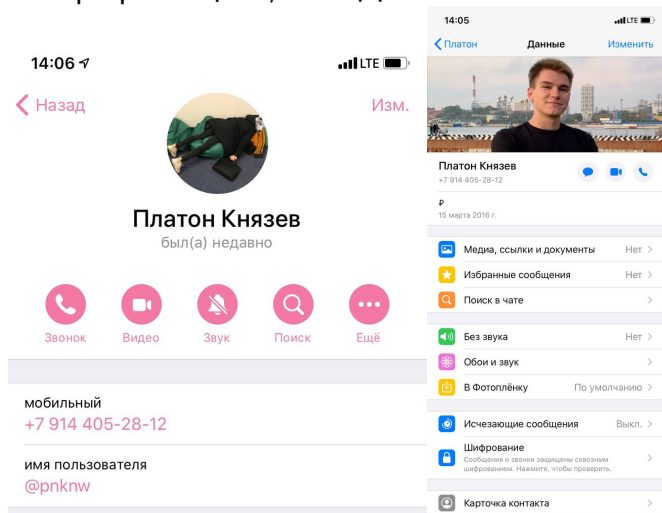 14:06
LTE
Назад
Изм.
Платон Князев
был(а) недавно
Звонок
Видео
Звук
Поиск
Ещё
мобильный
+7 914 405-28-12
имя пользователя
@pnknw
14:05
LTE
Платон
Данные
Изменить
Платон Князев
+7 914 405-28-12
₽
15 марта 2016 г.
Медиа, ссылки и документы Нет
Избранные сообщения Нет
Поиск в чате
Без звука Нет
Обои и звук
В Фотоплёнку По умолчанию
Исчезающие сообщения Выкл.
Шифрование
Сообщения и звонки защищены сквозным
шифрованием. Нажмите, чтобы проверить.
Карточка контакта